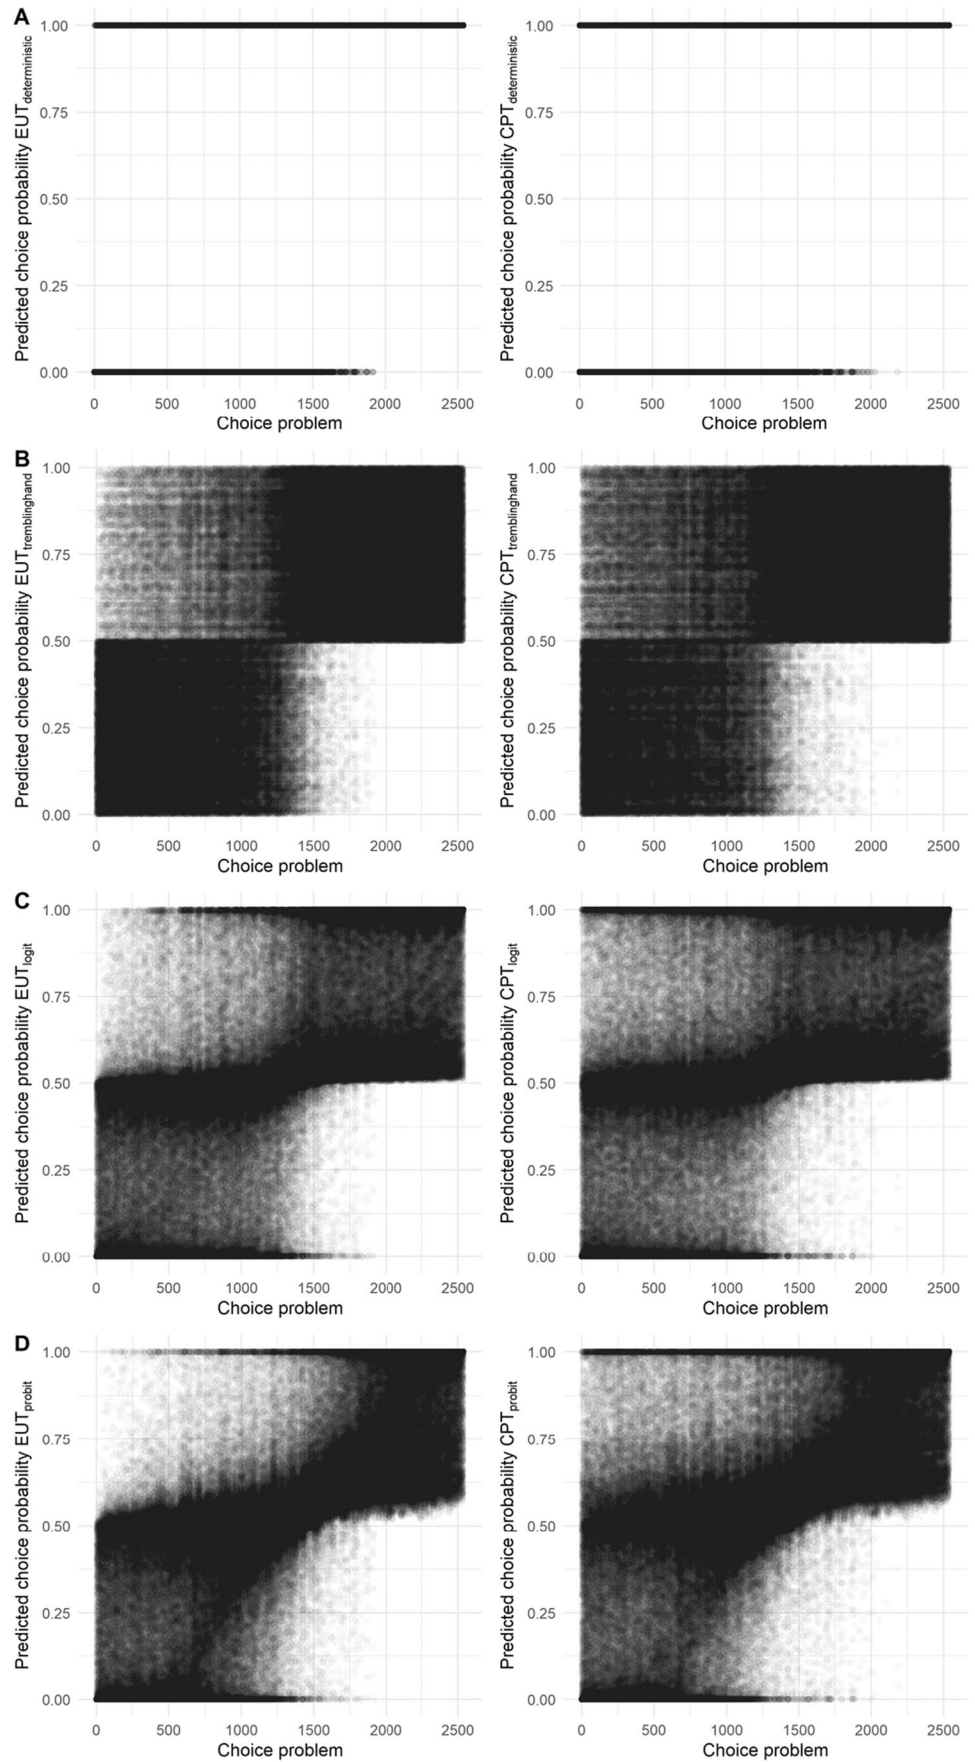 A
Predicted choice probability EUTdeterministic
1.00
0.75
0.50
0.25
0.00
0 500 1000 1500 2000 2500
Choice problem
Predicted choice probability CPTdeterministic
1.00
0.75
0.50
0.25
0.00
0 500 1000 1500 2000 2500
Choice problem
B
Predicted choice probability EUTtremblinghand
1.00
0.75
0.50
0.25
0.00
0 500 1000 1500 2000 2500
Choice problem
Predicted choice probability CPTtremblinghand
1.00
0.75
0.50
0.25
0.00
0 500 1000 1500 2000 2500
Choice problem
C
Predicted choice probability EUTlogit
1.00
0.75
0.50
0.25
0.00
0 500 1000 1500 2000 2500
Choice problem
Predicted choice probability CPTlogit
1.00
0.75
0.50
0.25
0.00
0 500 1000 1500 2000 2500
Choice problem
D
Predicted choice probability EUTprobit
1.00
0.75
0.50
0.25
0.00
0 500 1000 1500 2000 2500
Choice problem
Predicted choice probability CPTprobit
1.00
0.75
0.50
0.25
0.00
0 500 1000 1500 2000 2500
Choice problem